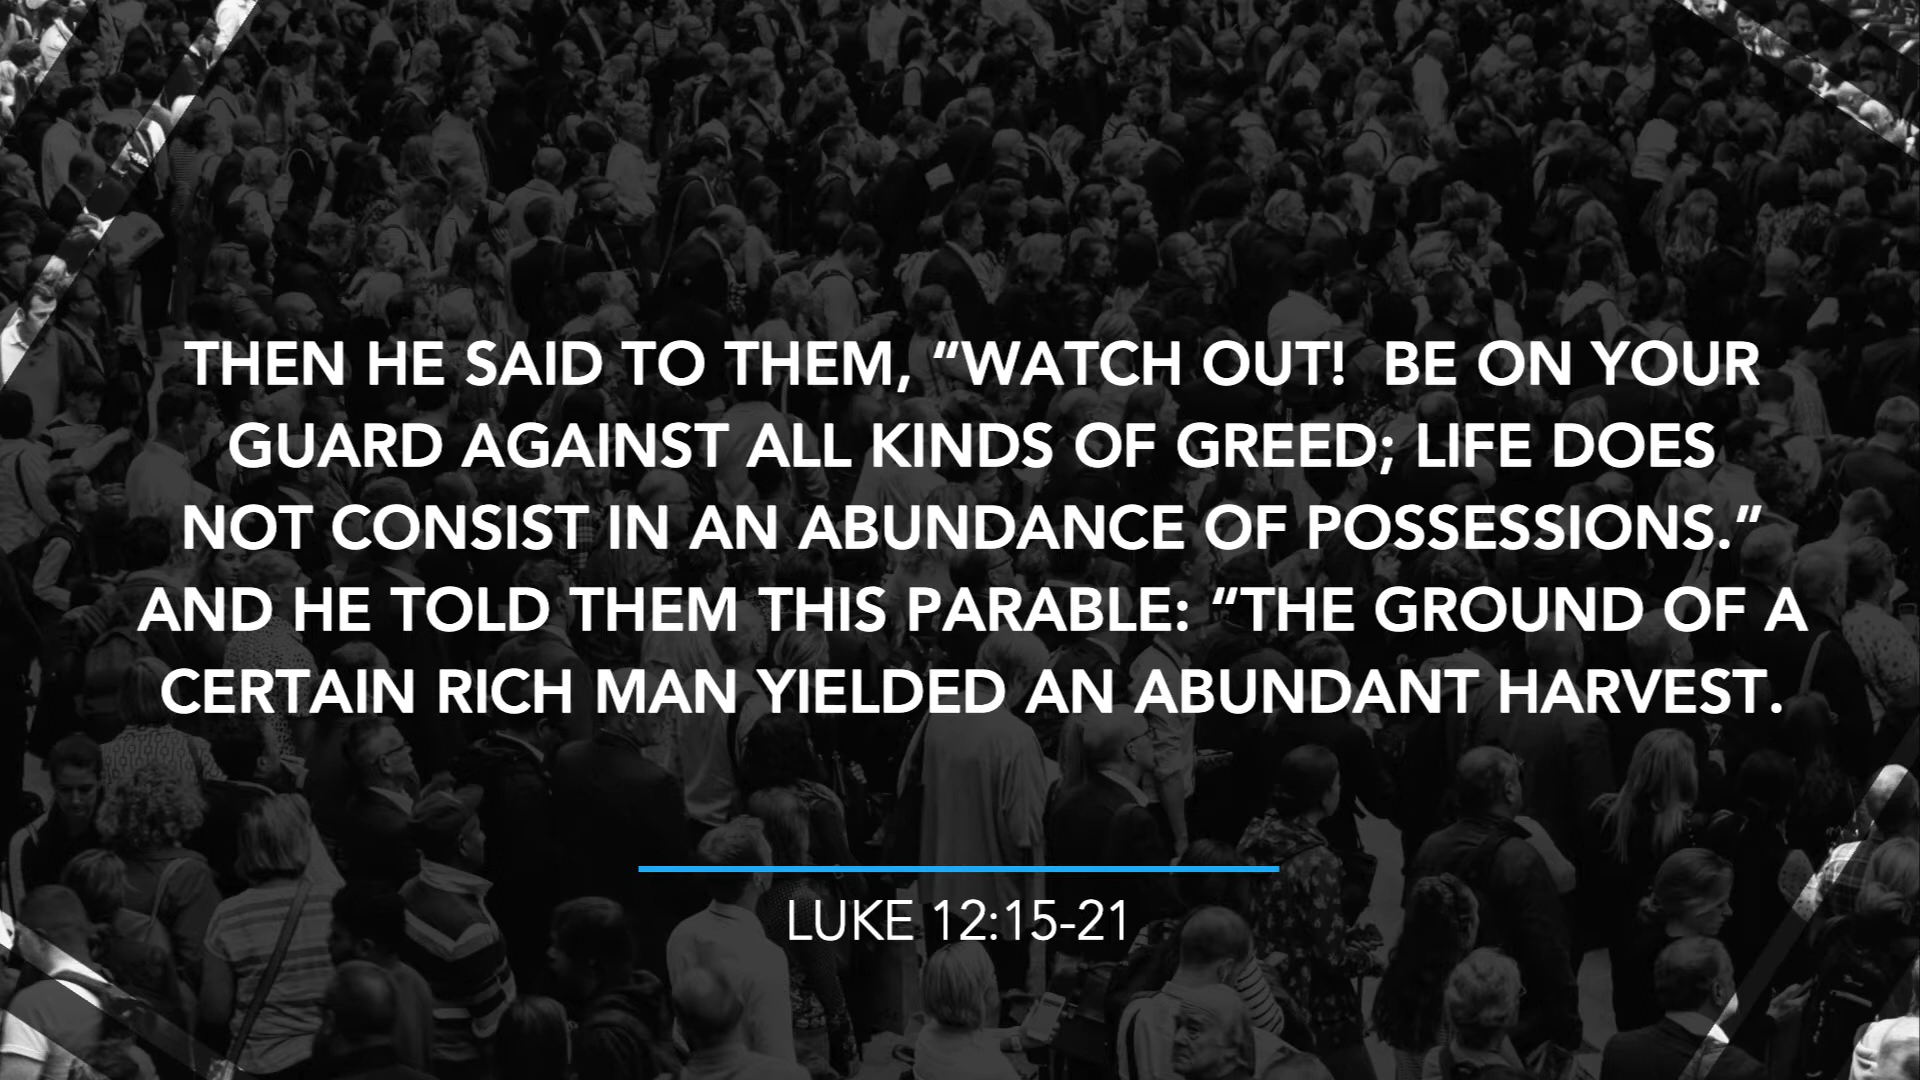 THEN HE SAID TO THEM, “WATCH OUT!  BE ON YOUR
GUARD AGAINST ALL KINDS OF GREED; LIFE DOES
NOT CONSIST IN AN ABUNDANCE OF POSSESSIONS.”
AND HE TOLD THEM THIS PARABLE: “THE GROUND OF A
CERTAIN RICH MAN YIELDED AN ABUNDANT HARVEST.
LUKE 12:15-21